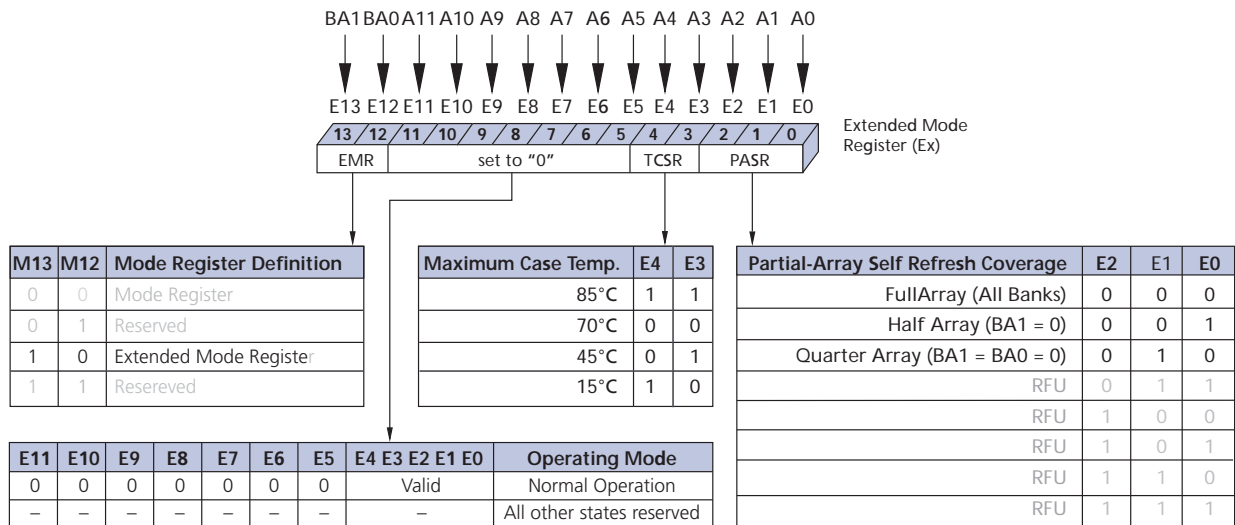 BA1 BA0 A11 A10 A9 A8 A7 A6 A5 A4 A3 A2 A1 A0
E13 E12 E11 E10 E9 E8 E7 E6 E5 E4 E3 E2 E1 E0
13 12 11 10 9 8 7 6 5 4 3 2 1 0
Extended Mode
Register (Ex)
EMR set to "0" TCSR PASR
M13 M12 Mode Register Definition
0 0 Mode Register
0 1 Reserved
1 0 Extended Mode Register
1 1 Resereved
Maximum Case Temp. E4 E3
85°C 1 1
70°C 0 0
45°C 0 1
15°C 1 0
Partial-Array Self Refresh Coverage E2 E1 E0
FullArray (All Banks) 0 0 0
Half Array (BA1 = 0) 0 0 1
Quarter Array (BA1 = BA0 = 0) 0 1 0
RFU 0 1 1
RFU 1 0 0
RFU 1 0 1
RFU 1 1 0
RFU 1 1 1
E11 E10 E9 E8 E7 E6 E5 E4 E3 E2 E1 E0 Operating Mode
0 0 0 0 0 0 0 Valid Normal Operation
– – – – – – – – All other states reserved